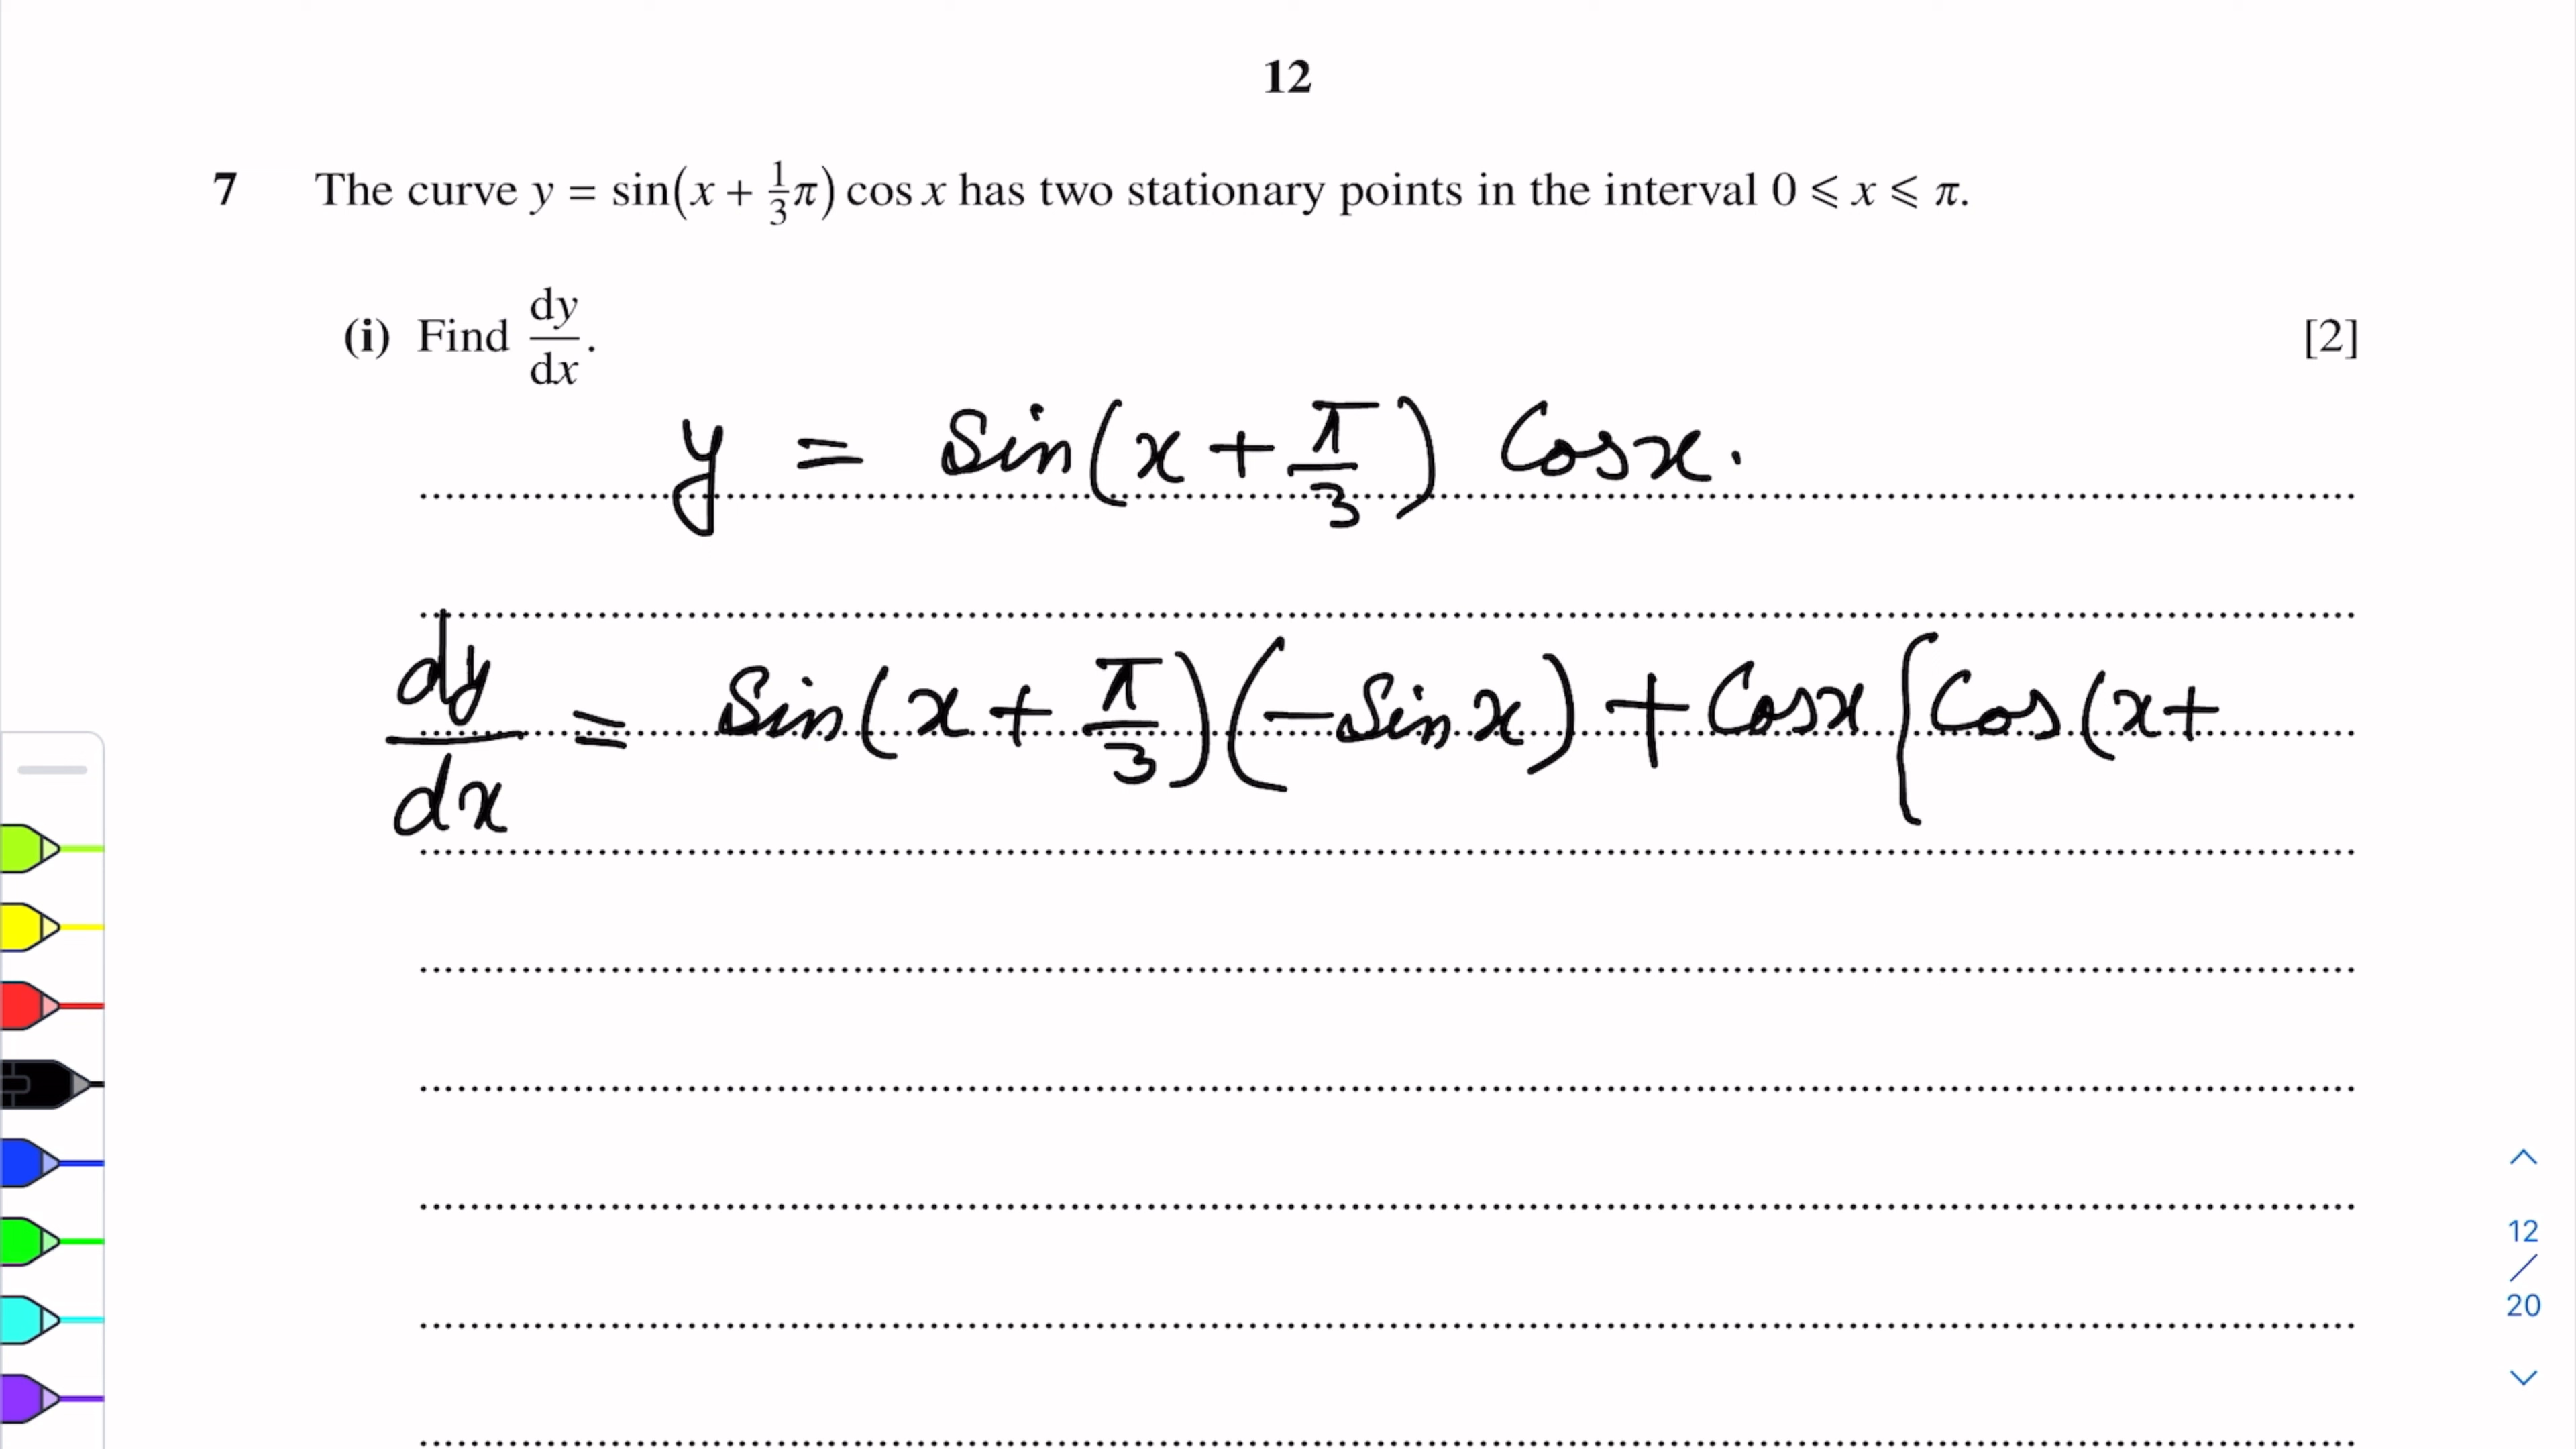 12
7 The curve y = sin(x + 1/3 π) cos x has two stationary points in the interval 0 ⩽ x ⩽ π.
(i) Find dy/dx. [2]
y = Sin(x + π/3) Cosx.
dy/dx = Sin(x + π/3)(−Sin x) + Cosx {Cos(x+
12
/
20